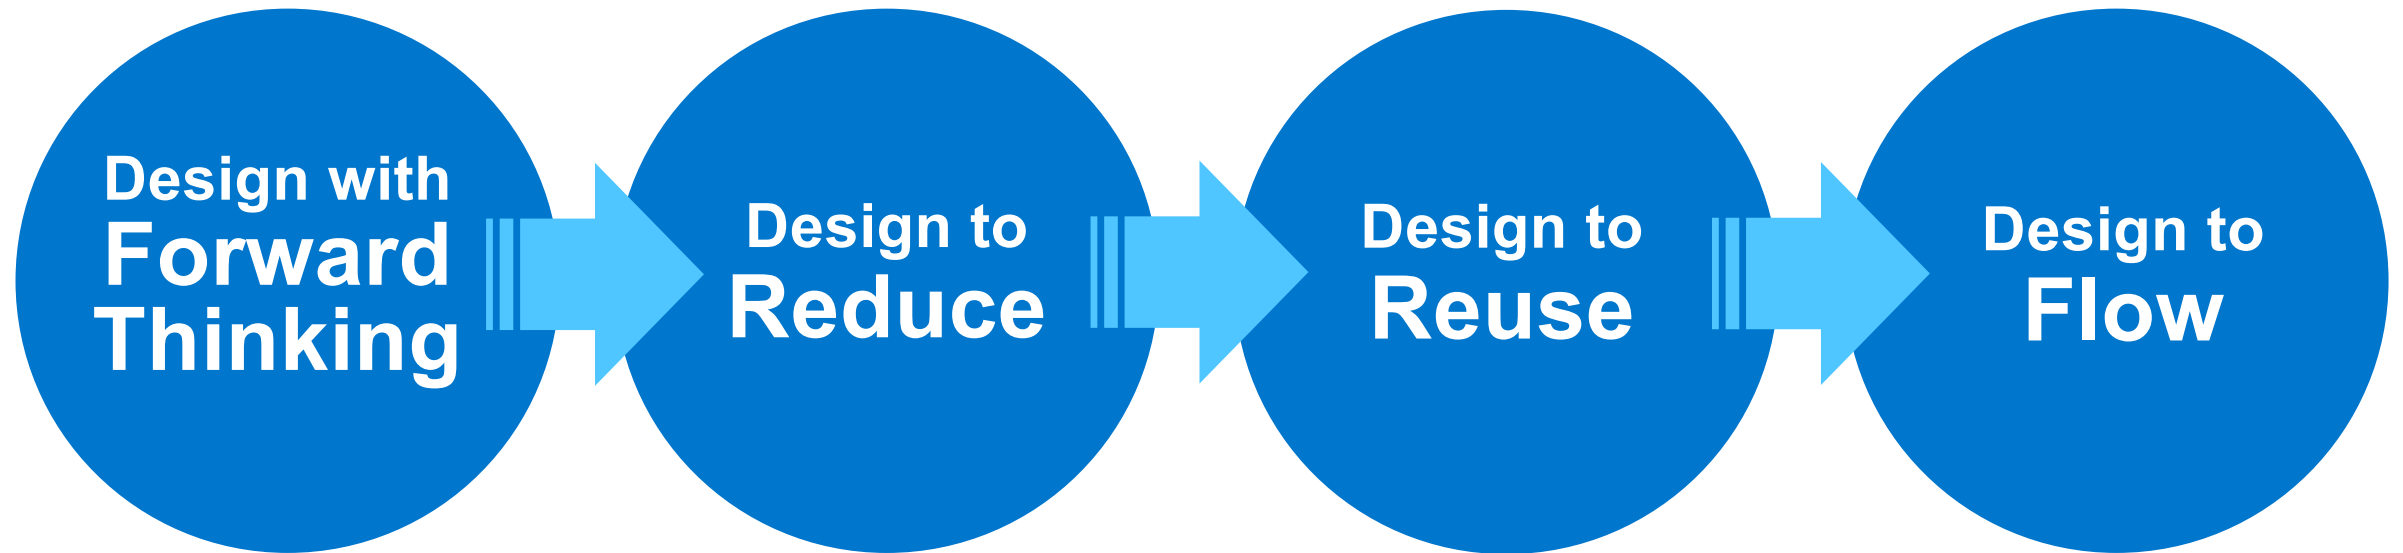 Design with
Forward
Thinking
Design to
Reduce
Design to
Reuse
Design to
Flow